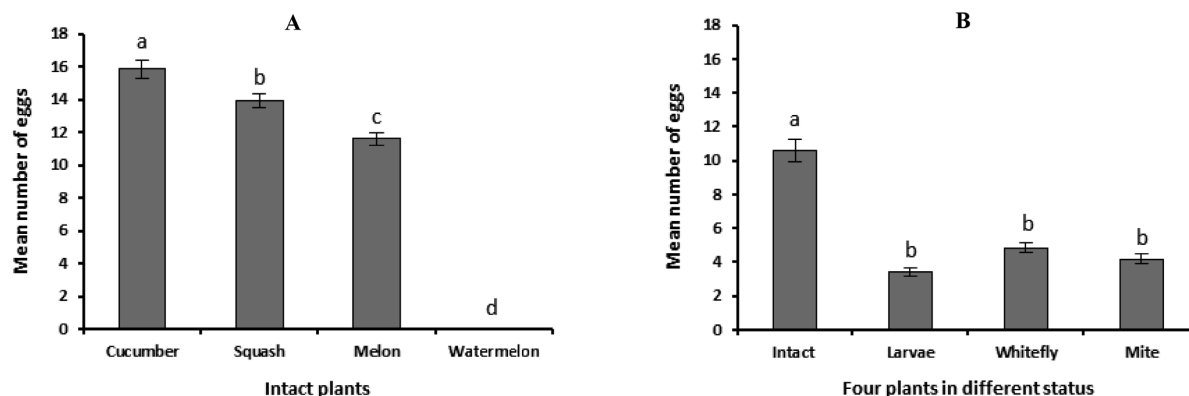 A
Mean number of eggs
18
16
14
12
10
8
6
4
2
0
a
b
c
d
Cucumber
Squash
Melon
Watermelon
Intact plants
B
Mean number of eggs
18
16
14
12
10
8
6
4
2
0
a
b
b
b
Intact
Larvae
Whitefly
Mite
Four plants in different status